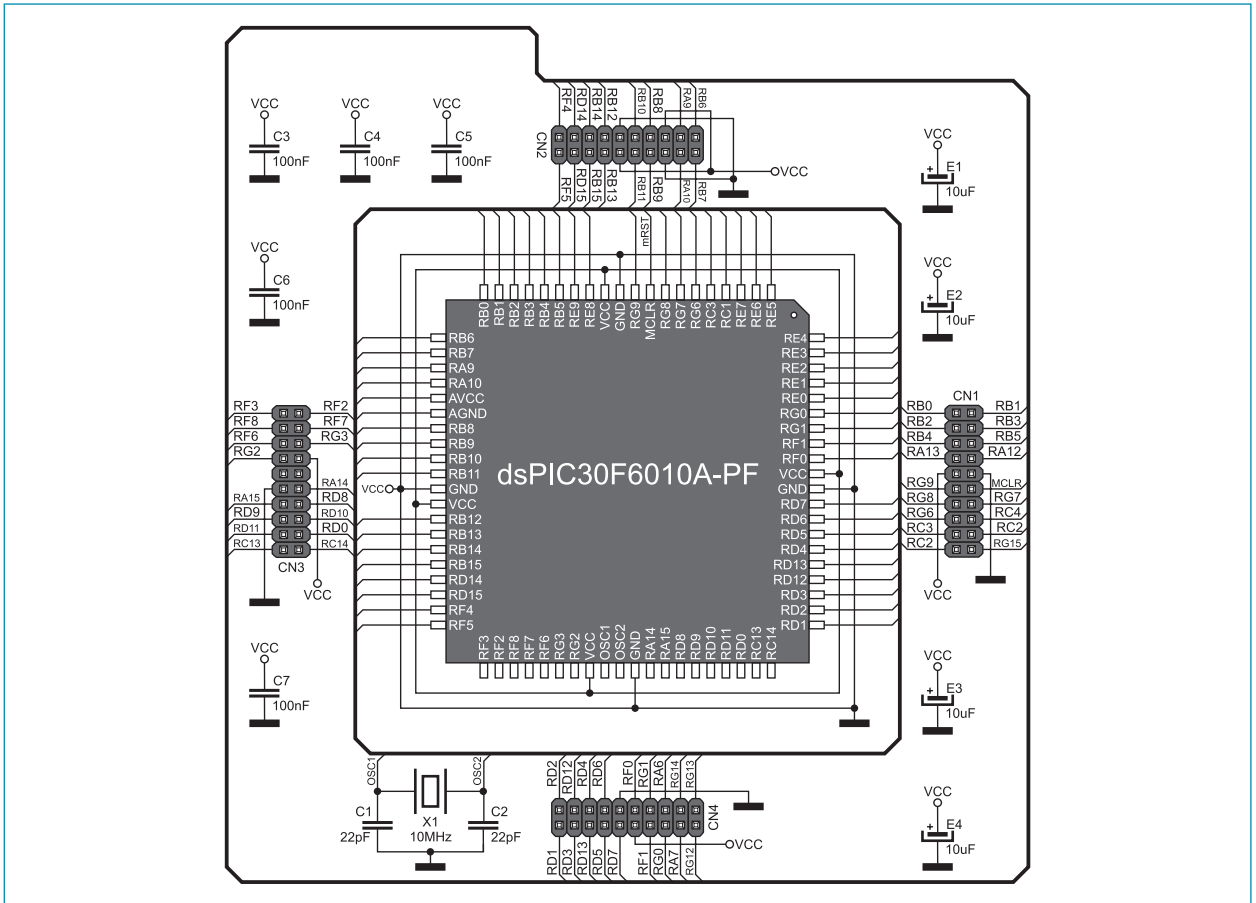 RF4 RD14 RB14 RB12 RB10 RB8 RA9 RB6
CN2
RF5 RD15 RB15 RB13 RB11 RB9 RA10 RB7
VCC
VCC
C3
100nF
VCC
C4
100nF
VCC
C5
100nF
VCC
E1
+
10uF
VCC
C6
100nF
VCC
E2
+
10uF
mRST
RB0 RB1 RB2 RB3 RB4 RB5 RE9 RE8 VCC GND RG9 MCLR RG8 RG7 RG6 RC3 RC1 RE7 RE6 RE5
RB6
RB7
RA9
RA10
AVCC
AGND
RB8
RB9
RB10
RB11
GND
VCC
RB12
RB13
RB14
RB15
RD14
RD15
RF4
RF5
VCC
dsPIC30F6010A-PF
RE4
RE3
RE2
RE1
RE0
RG0
RG1
RF1
RF0
VCC
GND
RD7
RD6
RD5
RD4
RD13
RD12
RD3
RD2
RD1
RF3 RF2 RF8 RF7 RF6 RG3 RG2 VCC OSC1 OSC2 GND RA14 RA15 RD8 RD9 RD10 RD11 RD0 RC13 RC14
RF3 RF2
RF8 RF7
RF6 RG3
RG2
RA14
RA15 RD8
RD9 RD10
RD11 RD0
RC13 RC14
CN3
VCC
CN1
RB0 RB1
RB2 RB3
RB4 RB5
RA13 RA12
RG9 MCLR
RG8 RG7
RG6 RC4
RC3 RC2
RC2 RG15
VCC
VCC
C7
100nF
VCC
E3
+
10uF
OSC1
OSC2
C1
22pF
X1
10MHz
C2
22pF
RD2 RD12 RD4 RD6 RF0 RG1 RA6 RG14 RG13
CN4
RD1 RD3 RD13 RD5 RD7 RF1 RG0 RA7 RG12
VCC
VCC
E4
+
10uF